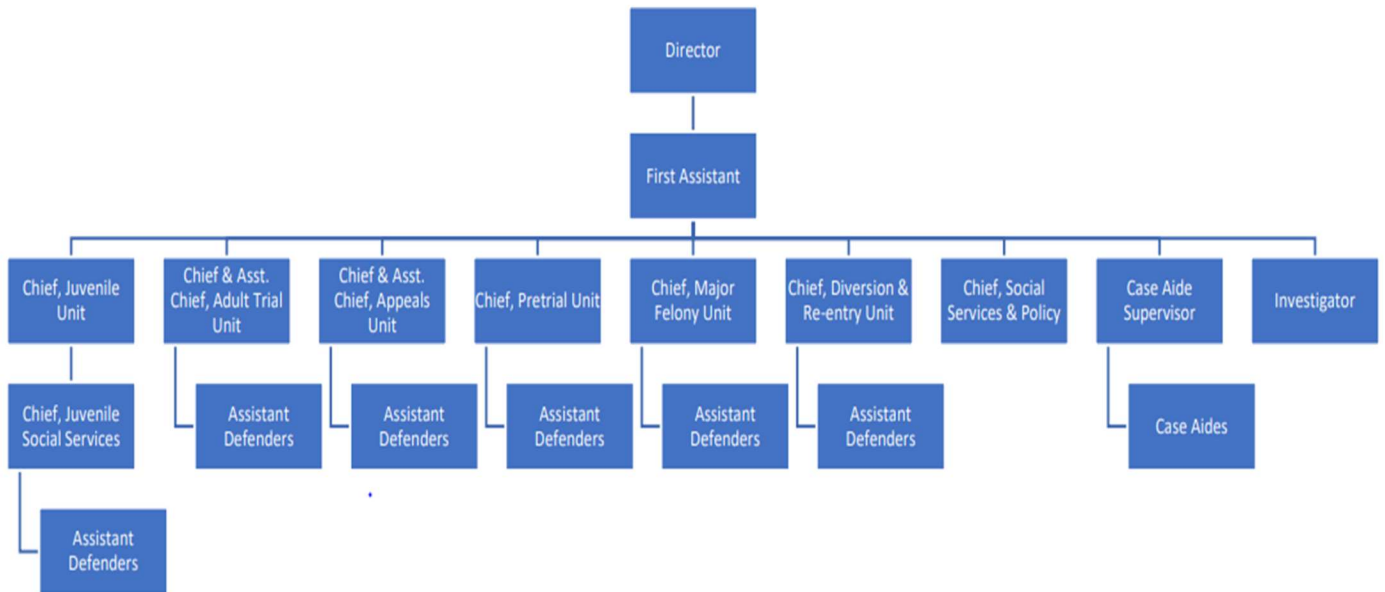 Director
First Assistant
Chief, Juvenile
Unit
Chief & Asst.
Chief, Adult Trial
Unit
Chief & Asst.
Chief, Appeals
Unit
Chief, Pretrial Unit
Chief, Major
Felony Unit
Chief, Diversion &
Re-entry Unit
Chief, Social
Services & Policy
Case Aide
Supervisor
Investigator
Chief, Juvenile
Social Services
Assistant
Defenders
Assistant
Defenders
Assistant
Defenders
Assistant
Defenders
Assistant
Defenders
Case Aides
Assistant
Defenders